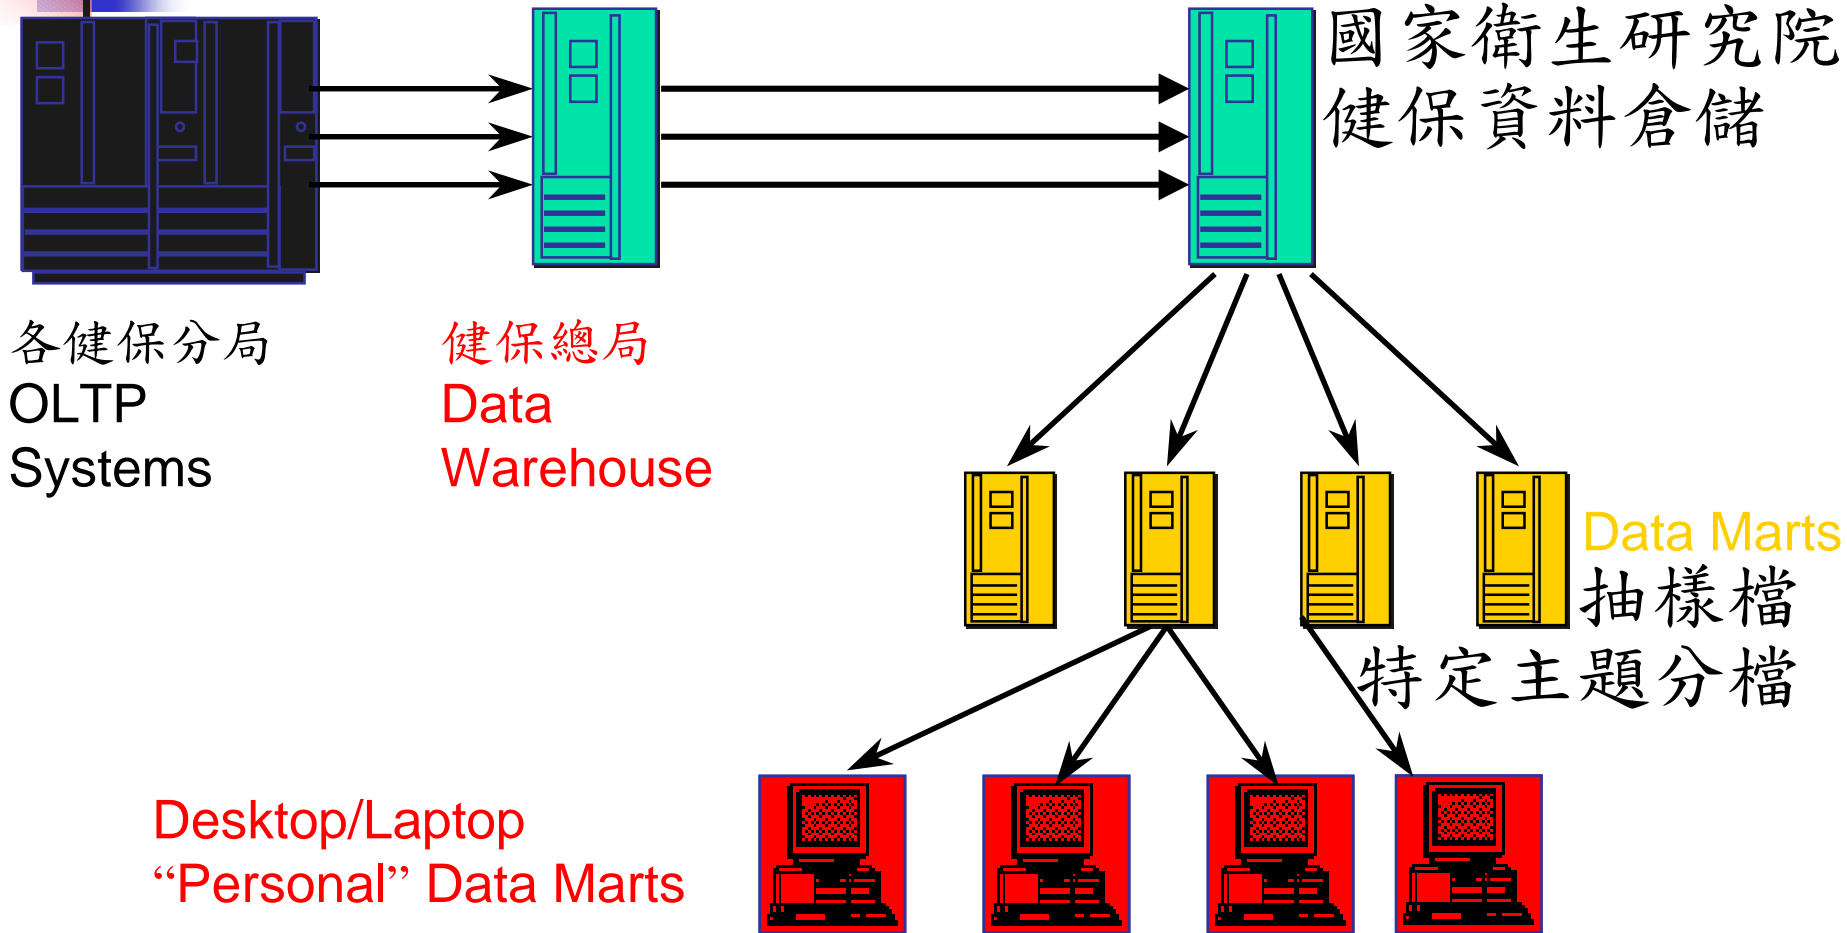 國家衛生研究院
健保資料倉儲
各健保分局
OLTP
Systems
健保總局
Data
Warehouse
Data Marts
抽樣檔
特定主題分檔
Desktop/Laptop
“Personal” Data Marts